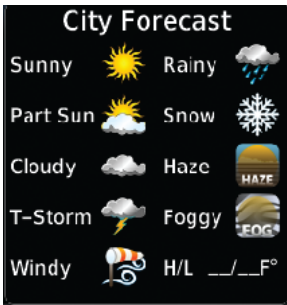 City Forecast
Sunny Rainy
Part Sun Snow
Cloudy Haze HAZE
T-Storm Foggy FOG
Windy H/L __/__F°